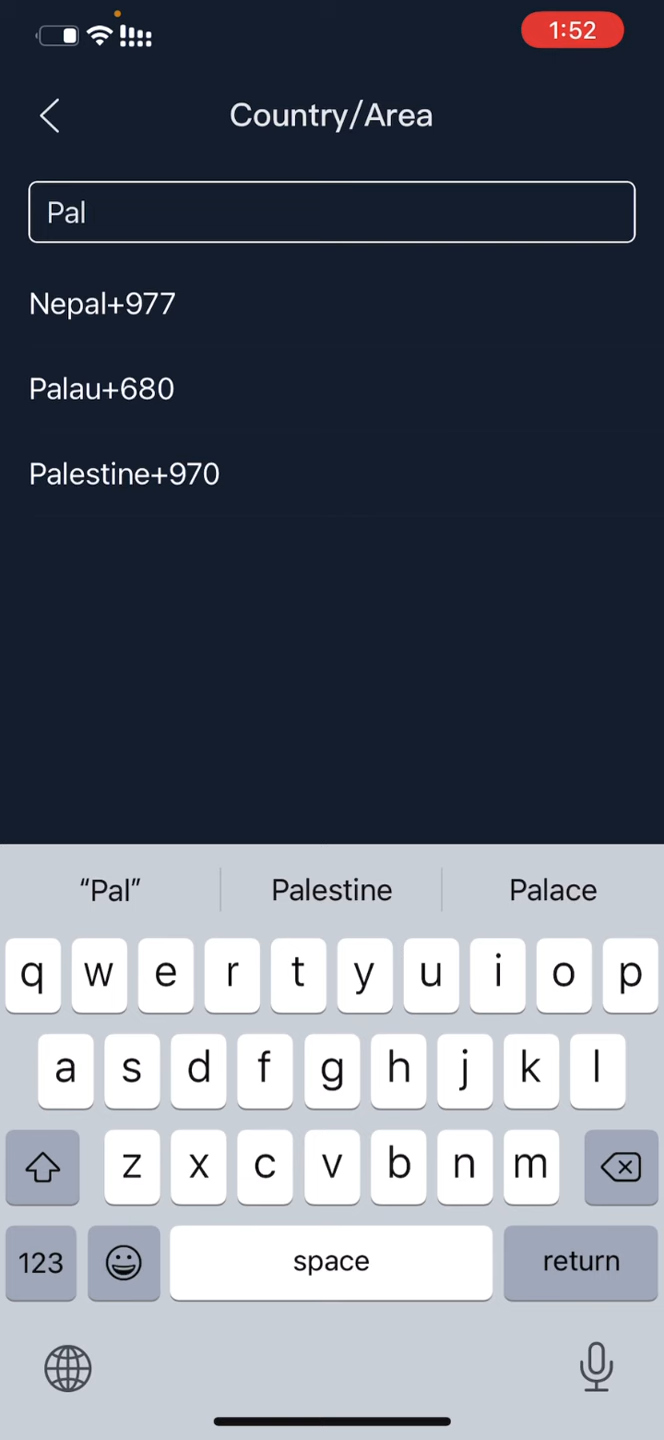 1:52
Country/Area
Pal
Nepal+977
Palau+680
Palestine+970
“Pal” Palestine Palace
q w e r t y u i o p
a s d f g h j k l
z x c v b n m
123 space return